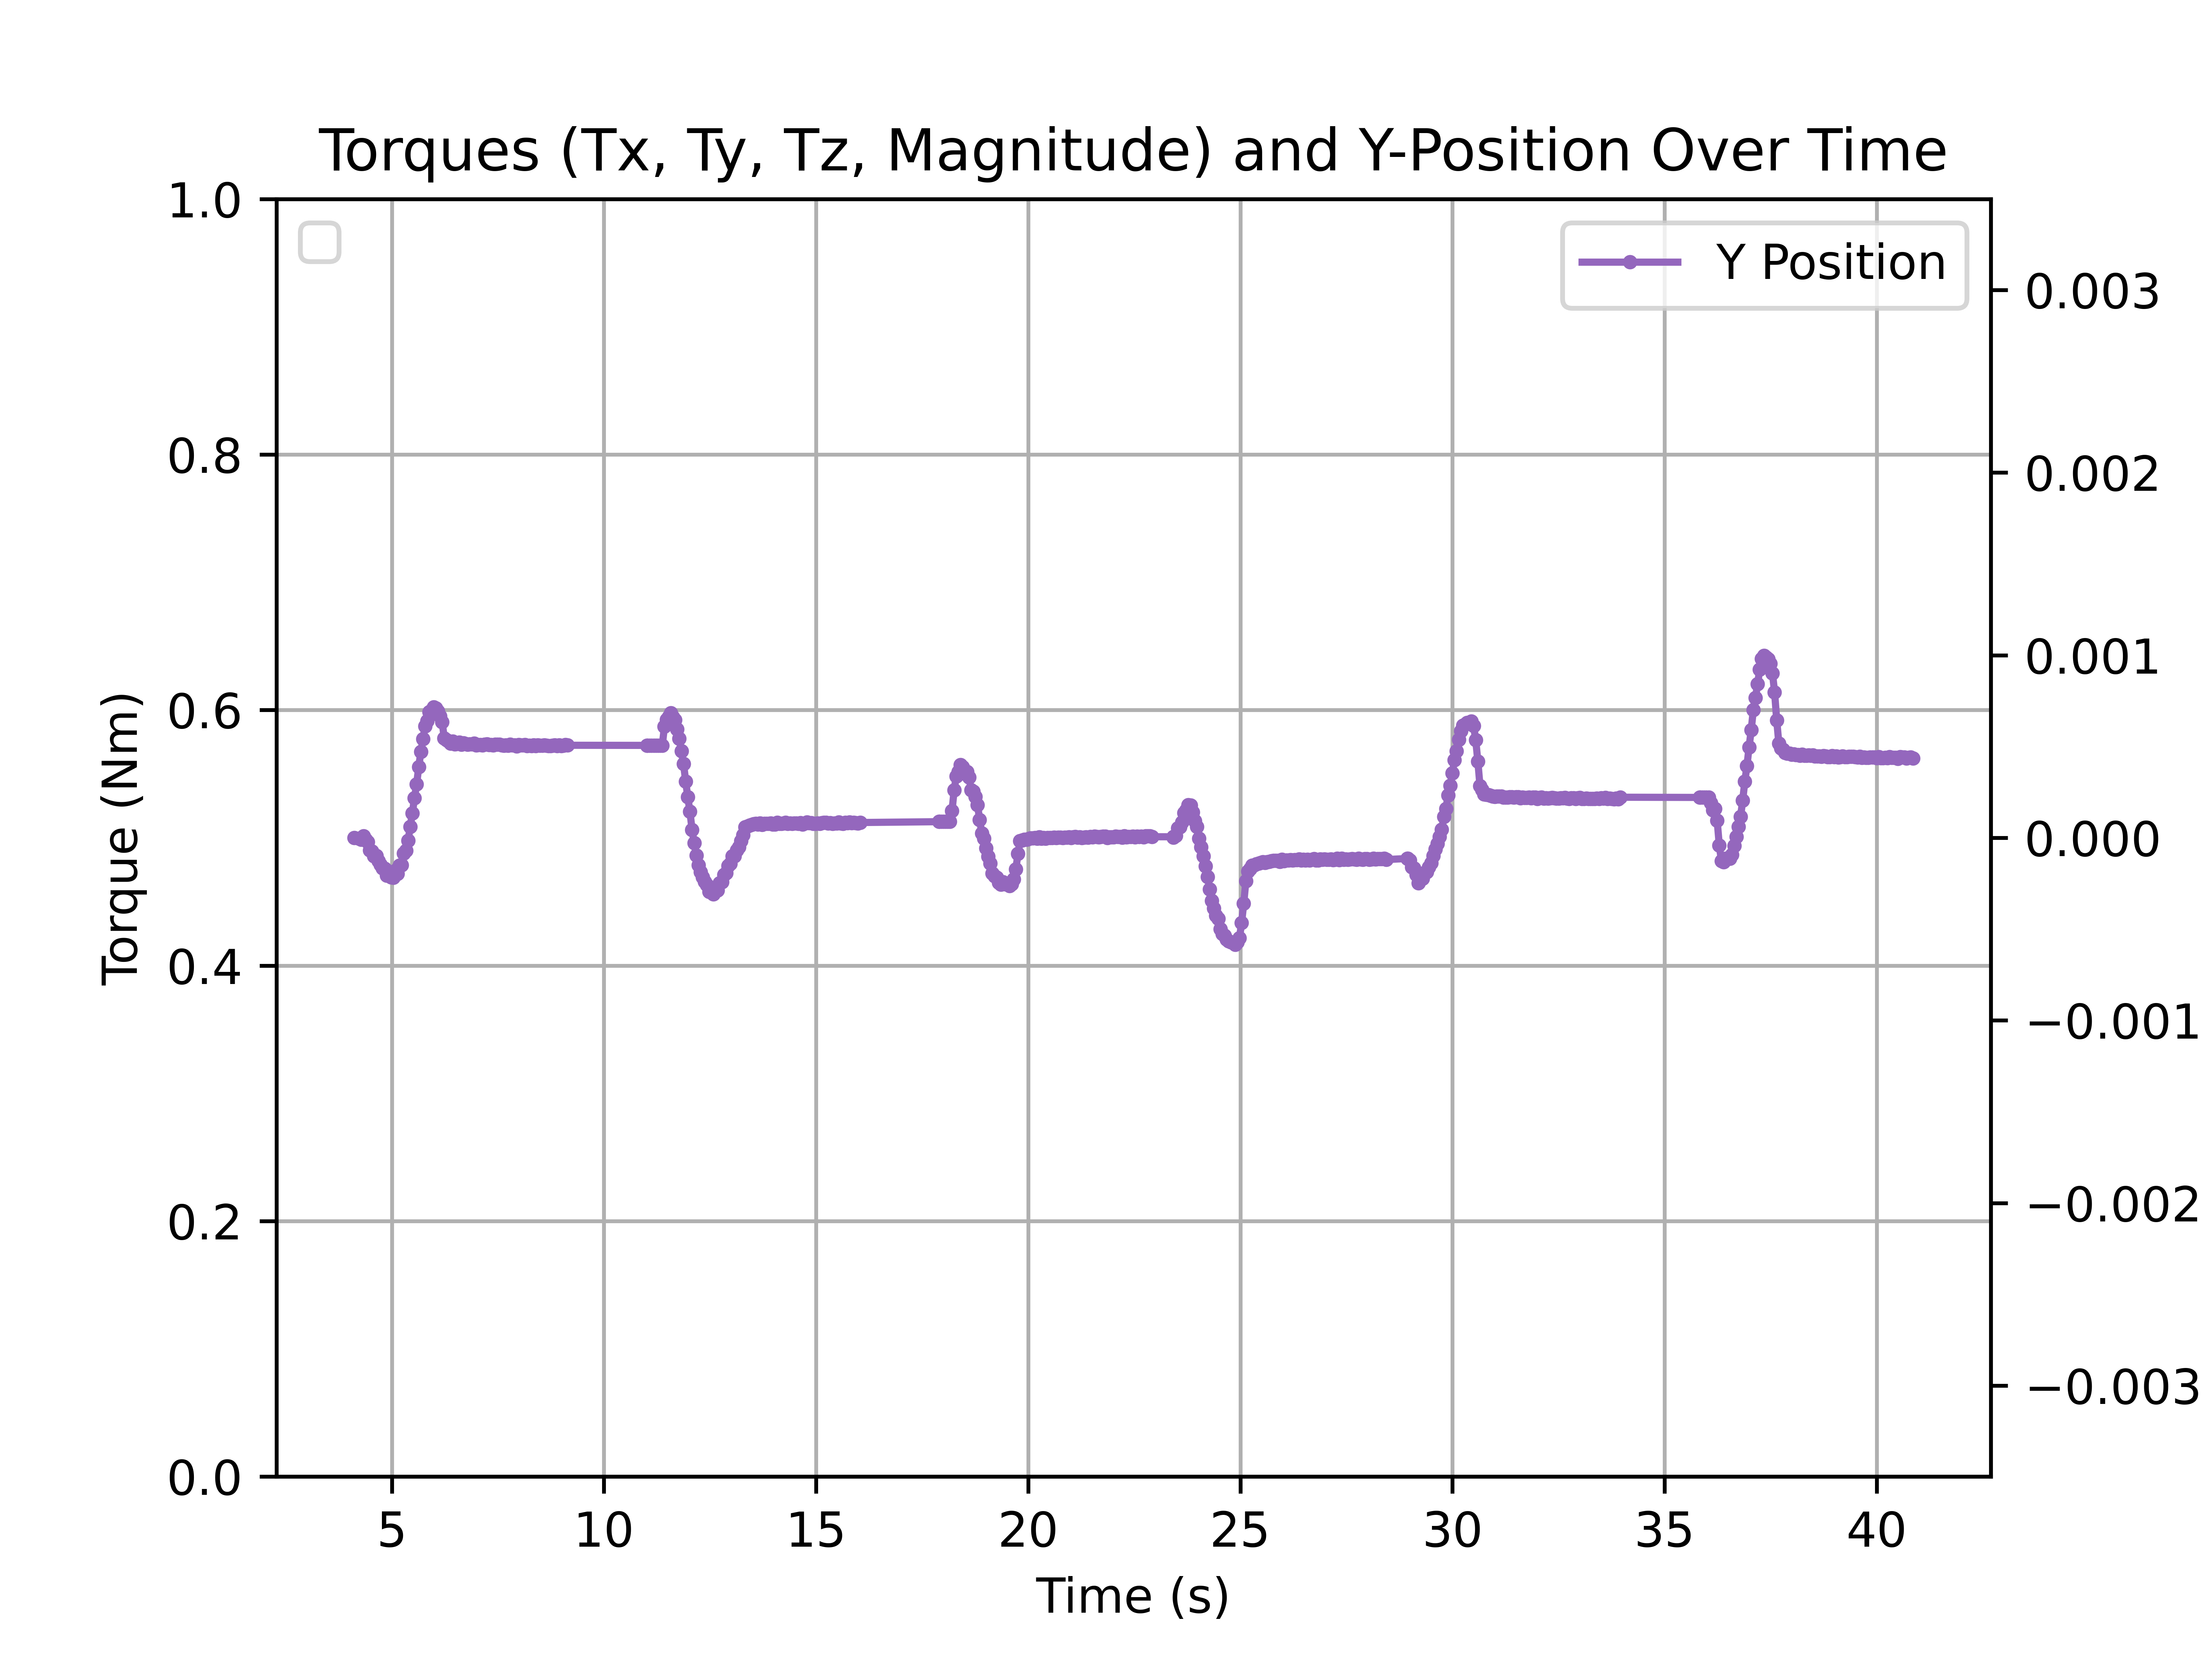 Torques (Tx, Ty, Tz, Magnitude) and Y-Position Over Time
Y Position
1.0
0.8
0.6
0.4
0.2
0.0
Torque (Nm)
0.003
0.002
0.001
0.000
−0.001
−0.002
−0.003
5 10 15 20 25 30 35 40
Time (s)